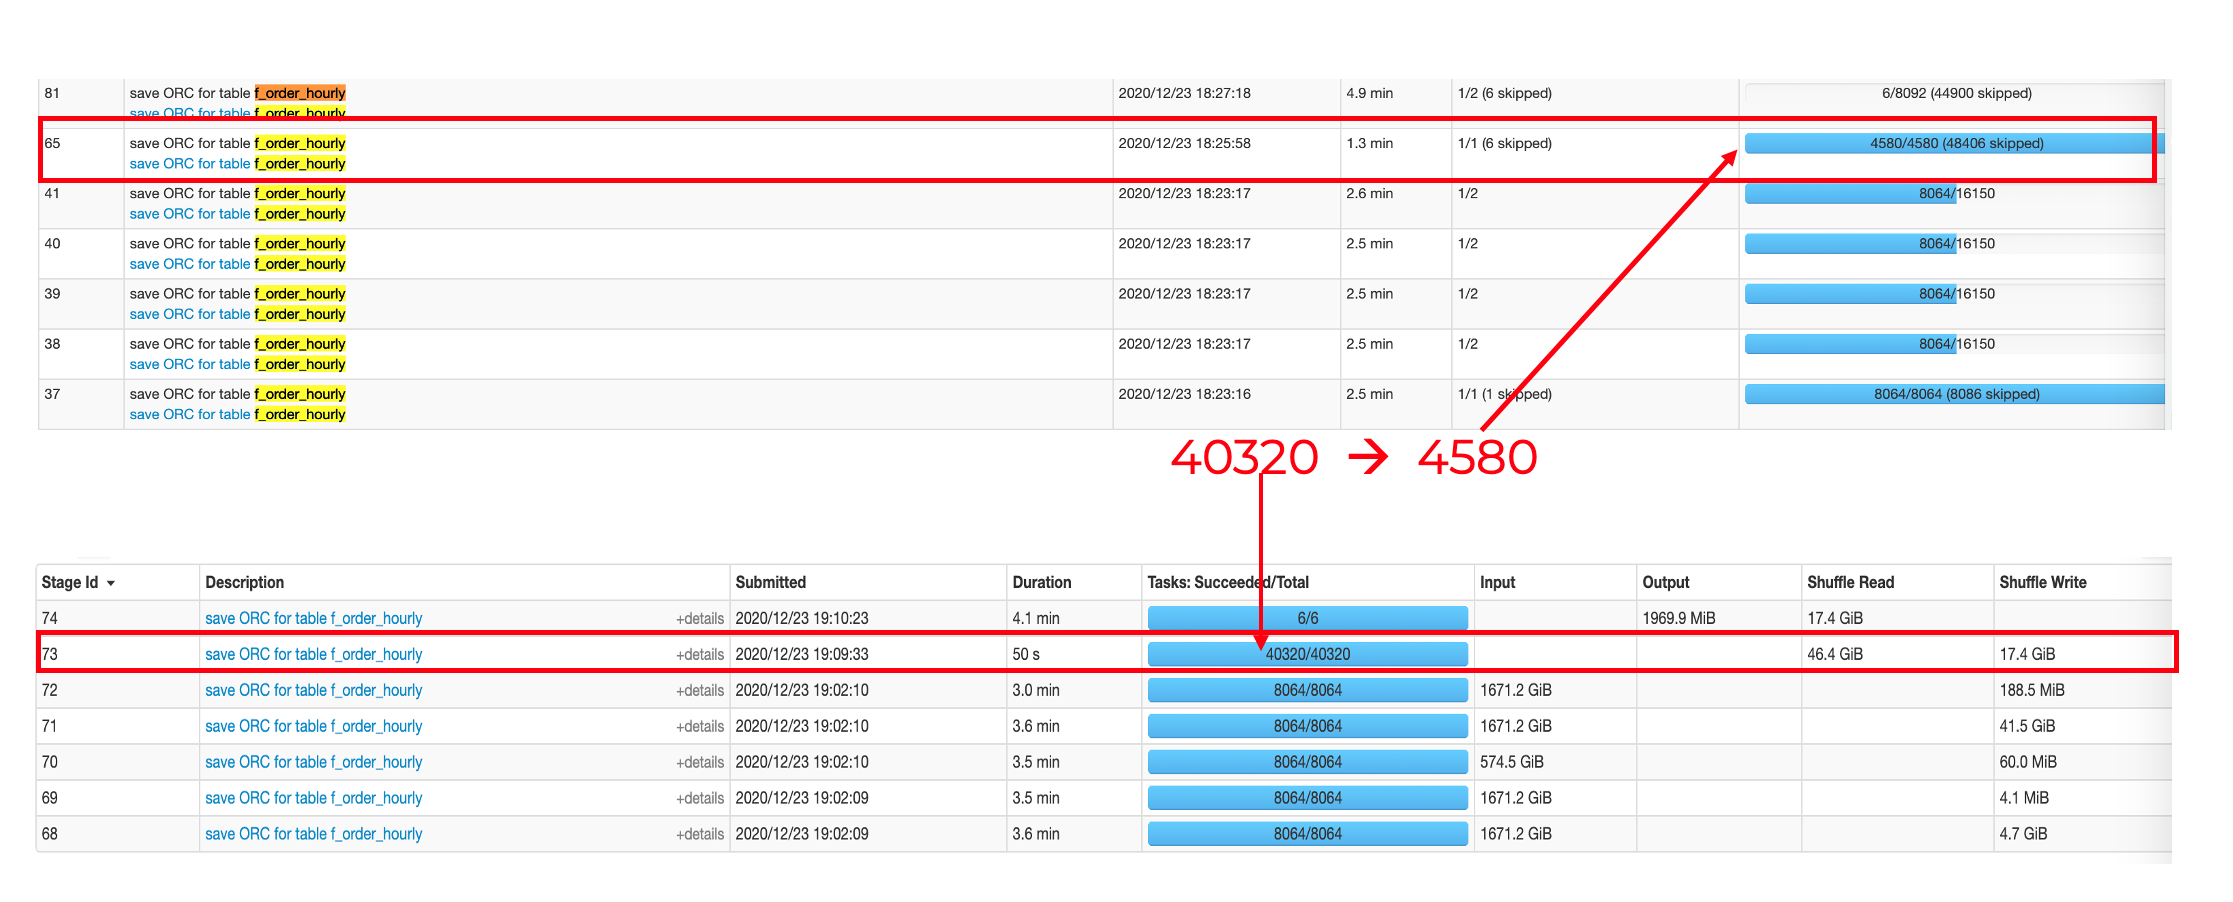 81 save ORC for table f_order_hourly 2020/12/23 18:27:18 4.9 min 1/2 (6 skipped) 6/8092 (44900 skipped)
save ORC for table f_order_hourly
65 save ORC for table f_order_hourly 2020/12/23 18:25:58 1.3 min 1/1 (6 skipped) 4580/4580 (48406 skipped)
save ORC for table f_order_hourly
41 save ORC for table f_order_hourly 2020/12/23 18:23:17 2.6 min 1/2 8064/16150
save ORC for table f_order_hourly
40 save ORC for table f_order_hourly 2020/12/23 18:23:17 2.5 min 1/2 8064/16150
save ORC for table f_order_hourly
39 save ORC for table f_order_hourly 2020/12/23 18:23:17 2.5 min 1/2 8064/16150
save ORC for table f_order_hourly
38 save ORC for table f_order_hourly 2020/12/23 18:23:17 2.5 min 1/2 8064/16150
save ORC for table f_order_hourly
37 save ORC for table f_order_hourly 2020/12/23 18:23:16 2.5 min 1/1 (1 skipped) 8064/8064 (8086 skipped)
save ORC for table f_order_hourly
40320 → 4580
Stage Id ▾ Description Submitted Duration Tasks: Succeeded/Total Input Output Shuffle Read Shuffle Write
74 save ORC for table f_order_hourly +details 2020/12/23 19:10:23 4.1 min 6/6 1969.9 MiB 17.4 GiB
73 save ORC for table f_order_hourly +details 2020/12/23 19:09:33 50 s 40320/40320 46.4 GiB 17.4 GiB
72 save ORC for table f_order_hourly +details 2020/12/23 19:02:10 3.0 min 8064/8064 1671.2 GiB 188.5 MiB
71 save ORC for table f_order_hourly +details 2020/12/23 19:02:10 3.6 min 8064/8064 1671.2 GiB 41.5 GiB
70 save ORC for table f_order_hourly +details 2020/12/23 19:02:10 3.5 min 8064/8064 574.5 GiB 60.0 MiB
69 save ORC for table f_order_hourly +details 2020/12/23 19:02:09 3.5 min 8064/8064 1671.2 GiB 4.1 MiB
68 save ORC for table f_order_hourly +details 2020/12/23 19:02:09 3.6 min 8064/8064 1671.2 GiB 4.7 GiB